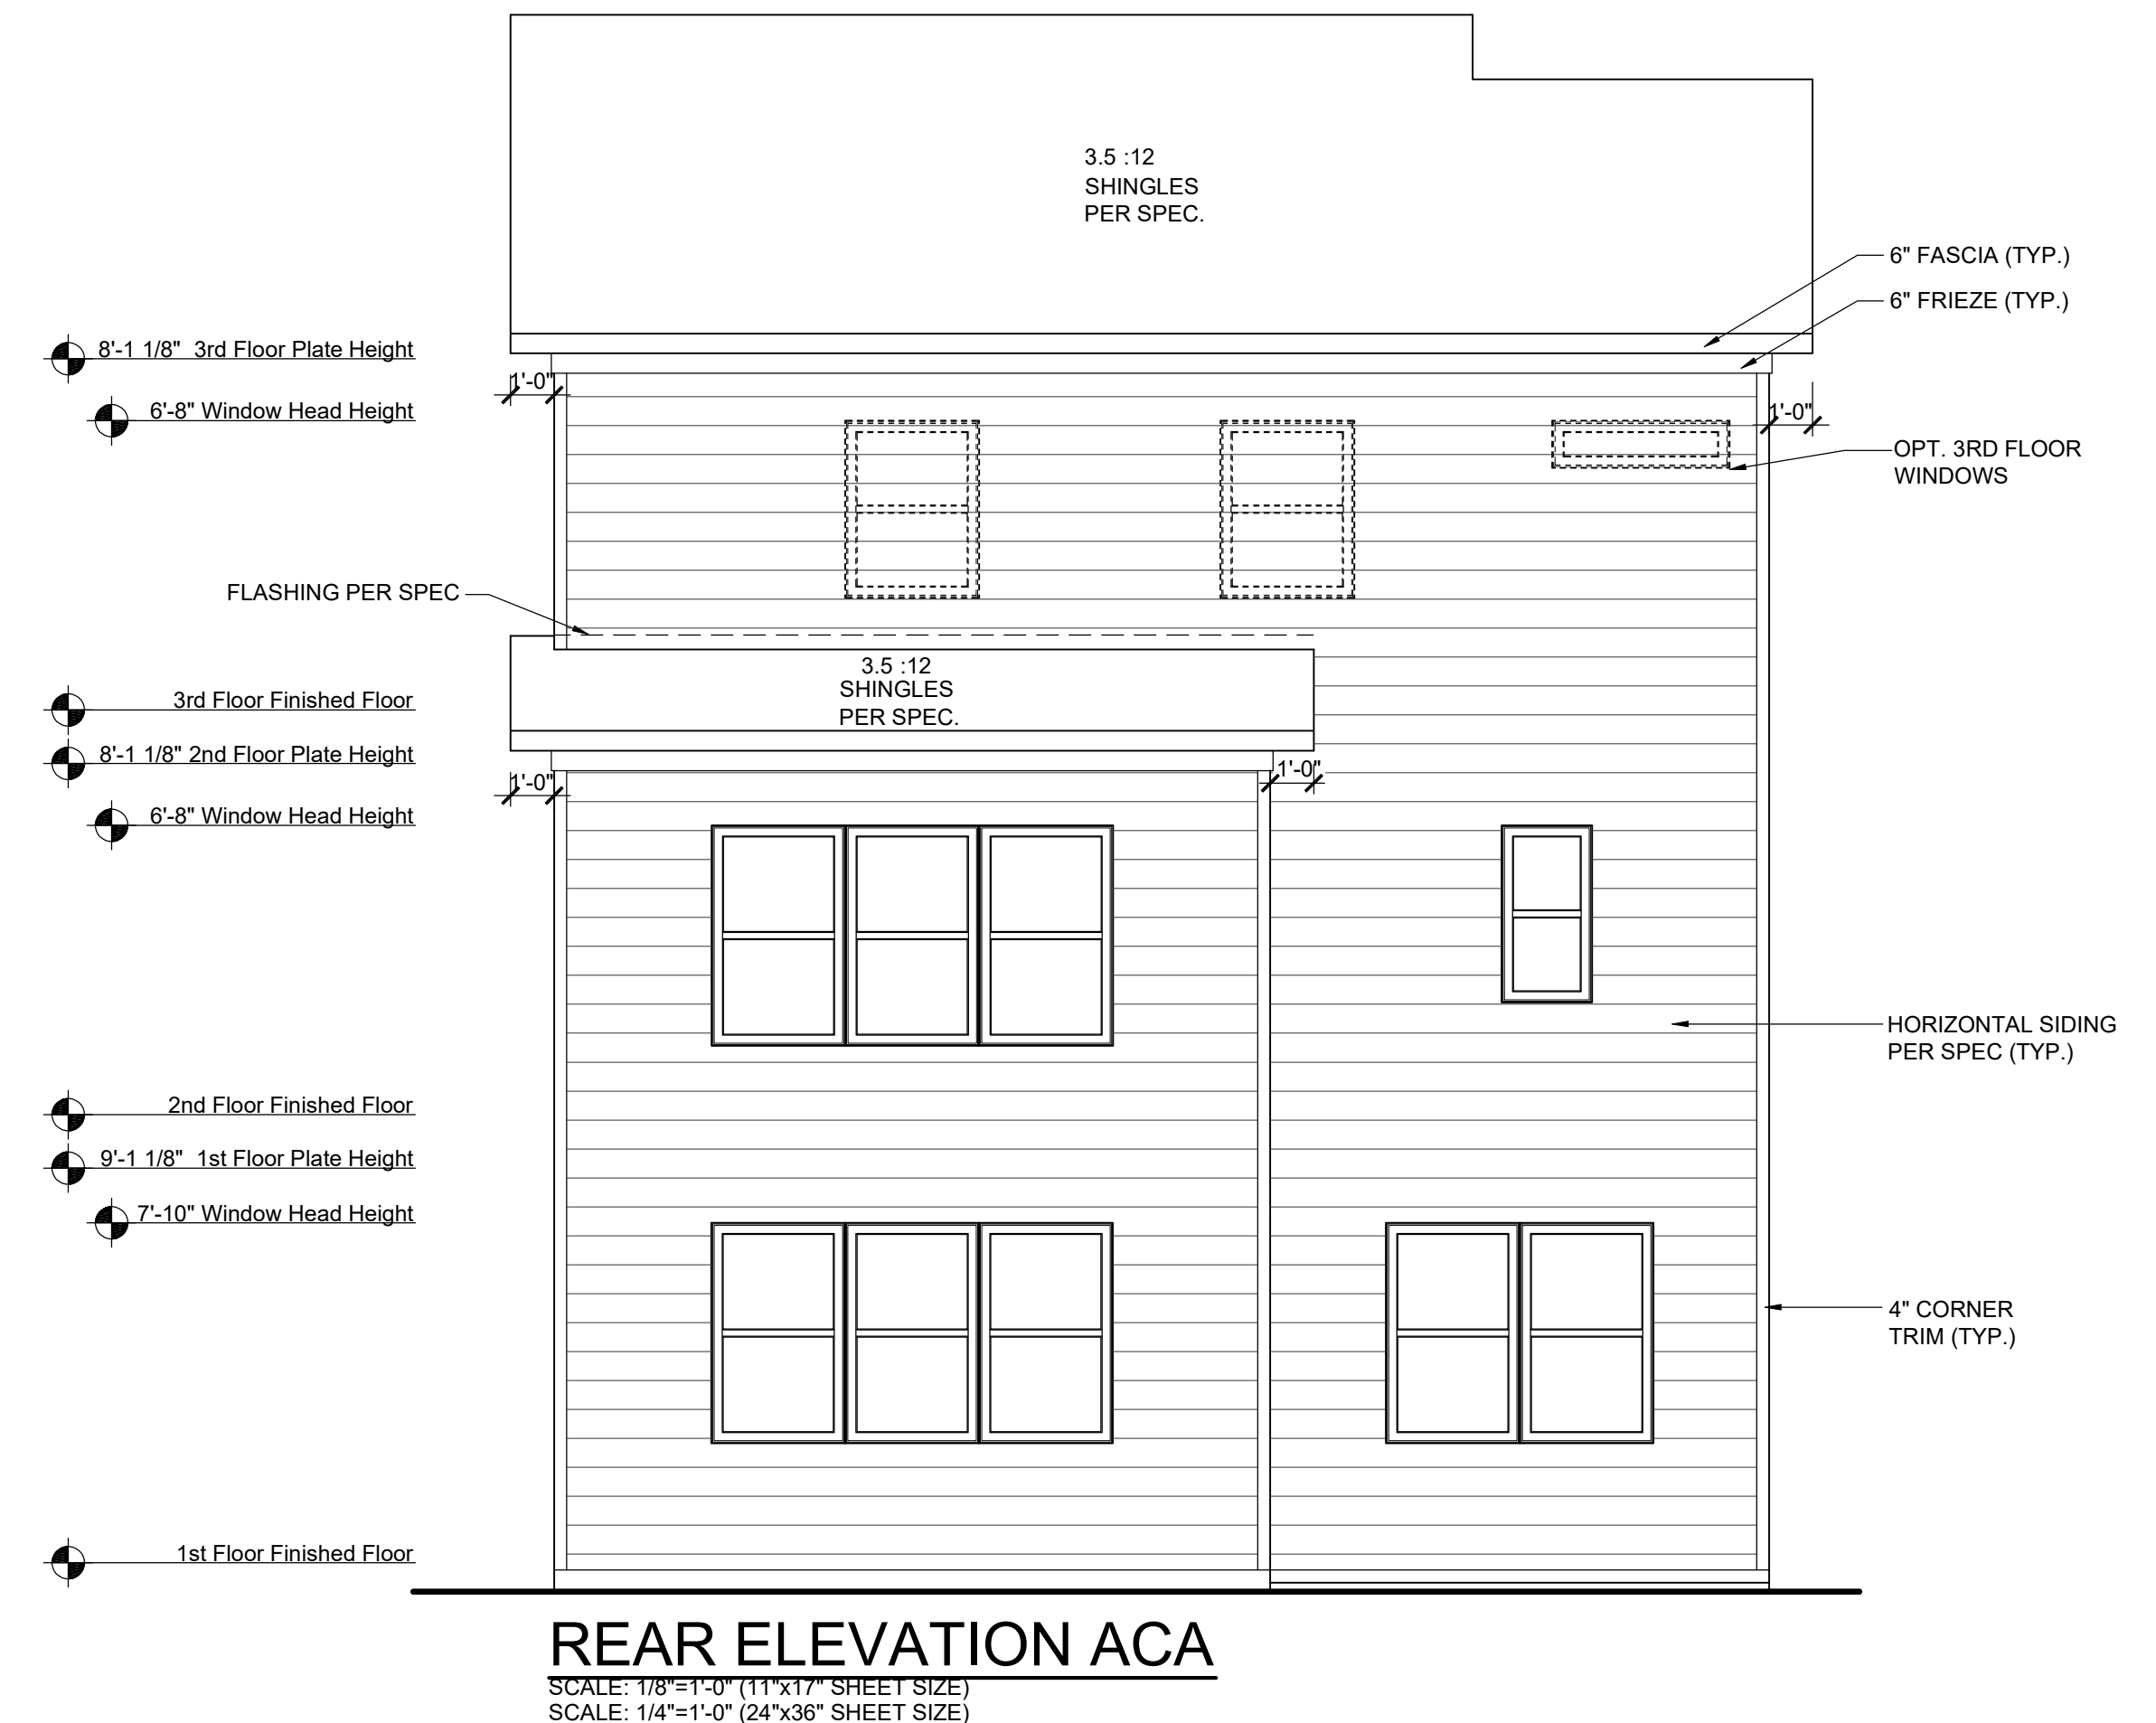 3.5 :12
SHINGLES
PER SPEC.
6" FASCIA (TYP.)
6" FRIEZE (TYP.)
8'-1 1/8"  3rd Floor Plate Height
1'-0"
6'-8" Window Head Height
1'-0"
OPT. 3RD FLOOR
WINDOWS
FLASHING PER SPEC
3.5 :12
SHINGLES
PER SPEC.
3rd Floor Finished Floor
8'-1 1/8" 2nd Floor Plate Height
1'-0"
1'-0"
6'-8" Window Head Height
HORIZONTAL SIDING
PER SPEC (TYP.)
2nd Floor Finished Floor
9'-1 1/8"  1st Floor Plate Height
7'-10" Window Head Height
4" CORNER
TRIM (TYP.)
1st Floor Finished Floor
REAR ELEVATION ACA
SCALE: 1/8"=1'-0" (11"x17" SHEET SIZE)
SCALE: 1/4"=1'-0" (24"x36" SHEET SIZE)